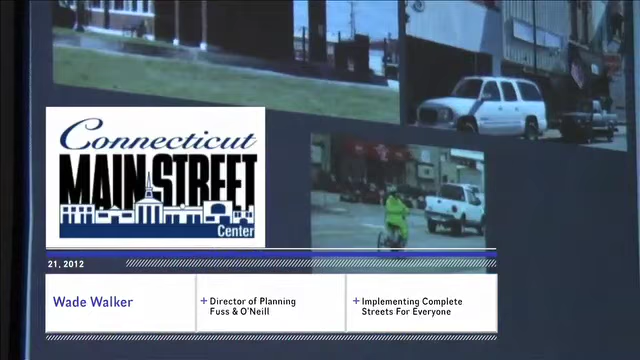 Connecticut
MAIN STREET
Center
21, 2012
Wade Walker
+ Director of Planning
Fuss & O'Neill
+ Implementing Complete
Streets For Everyone